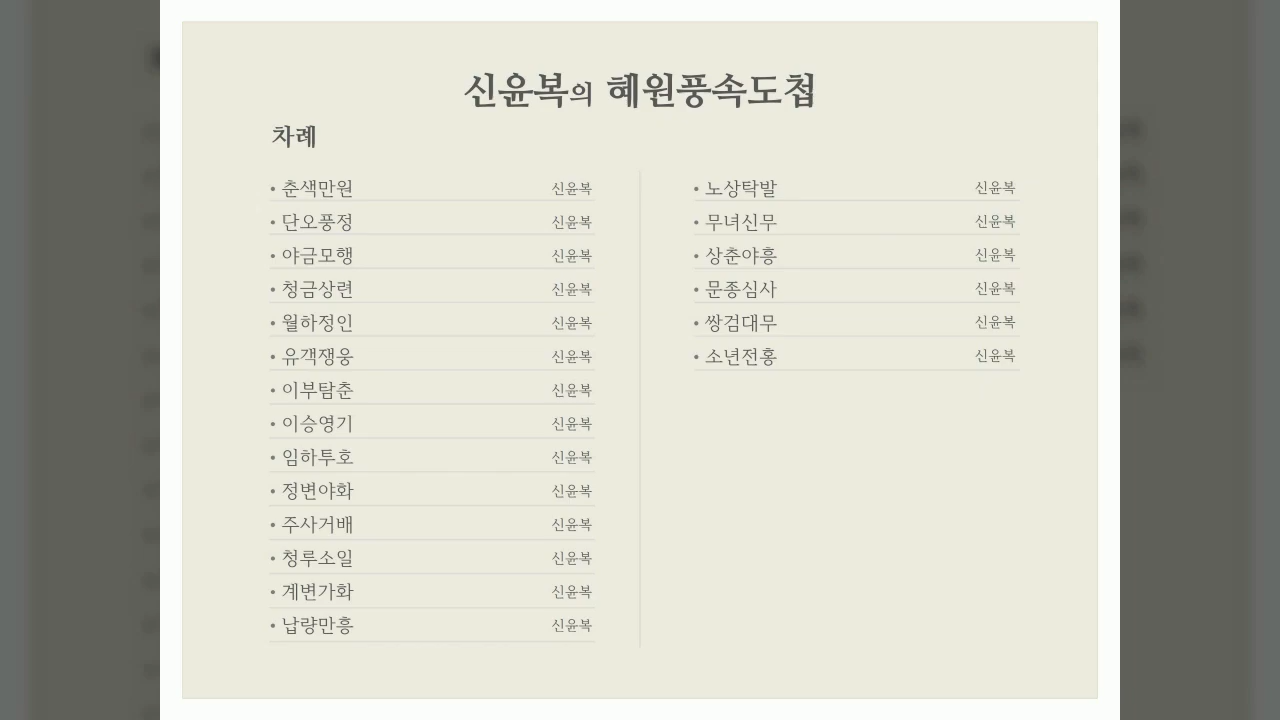 신윤복의 혜원풍속도첩
차례
• 춘색만원 신윤복
• 단오풍정 신윤복
• 야금모행 신윤복
• 청금상련 신윤복
• 월하정인 신윤복
• 유객쟁웅 신윤복
• 이부탐춘 신윤복
• 이승영기 신윤복
• 임하투호 신윤복
• 정변야화 신윤복
• 주사거배 신윤복
• 청루소일 신윤복
• 계변가화 신윤복
• 납량만흥 신윤복
• 노상탁발 신윤복
• 무녀신무 신윤복
• 상춘야흥 신윤복
• 문종심사 신윤복
• 쌍검대무 신윤복
• 소년전홍 신윤복